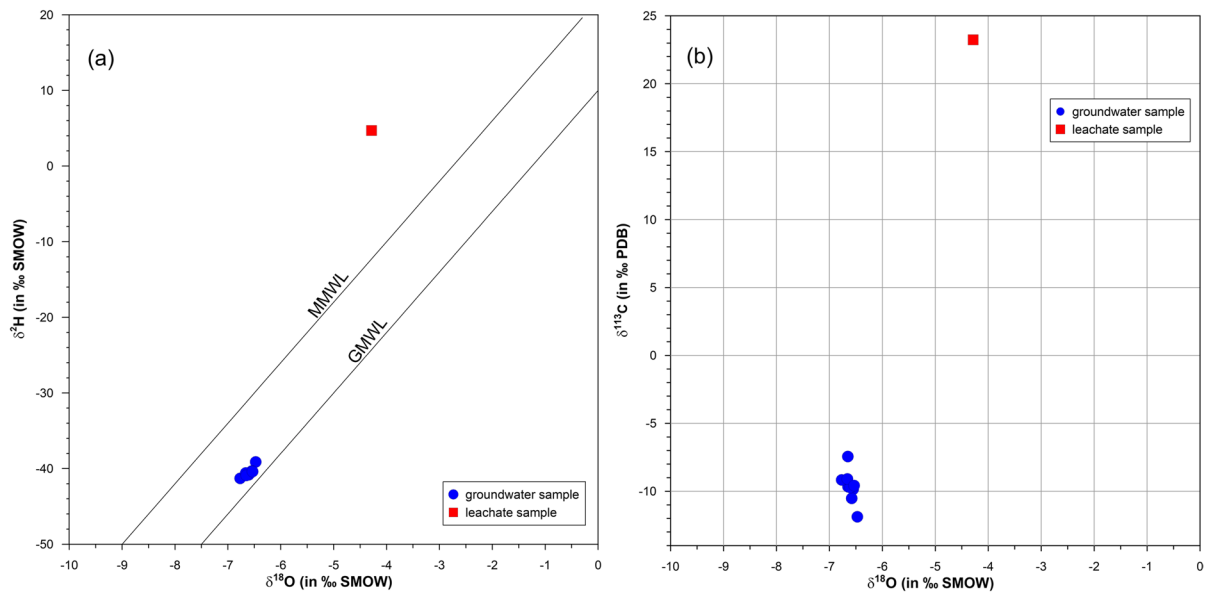 (a)
20
10
0
-10
-20
-30
-40
-50
δ²H (in ‰ SMOW)
MMWL
GMWL
groundwater sample
leachate sample
-10 -9 -8 -7 -6 -5 -4 -3 -2 -1 0
δ¹⁸O (in ‰ SMOW)
(b)
25
20
15
10
5
0
-5
-10
δ¹¹³C (in ‰ PDB)
groundwater sample
leachate sample
-10 -9 -8 -7 -6 -5 -4 -3 -2 -1 0
δ¹⁸O (in ‰ SMOW)